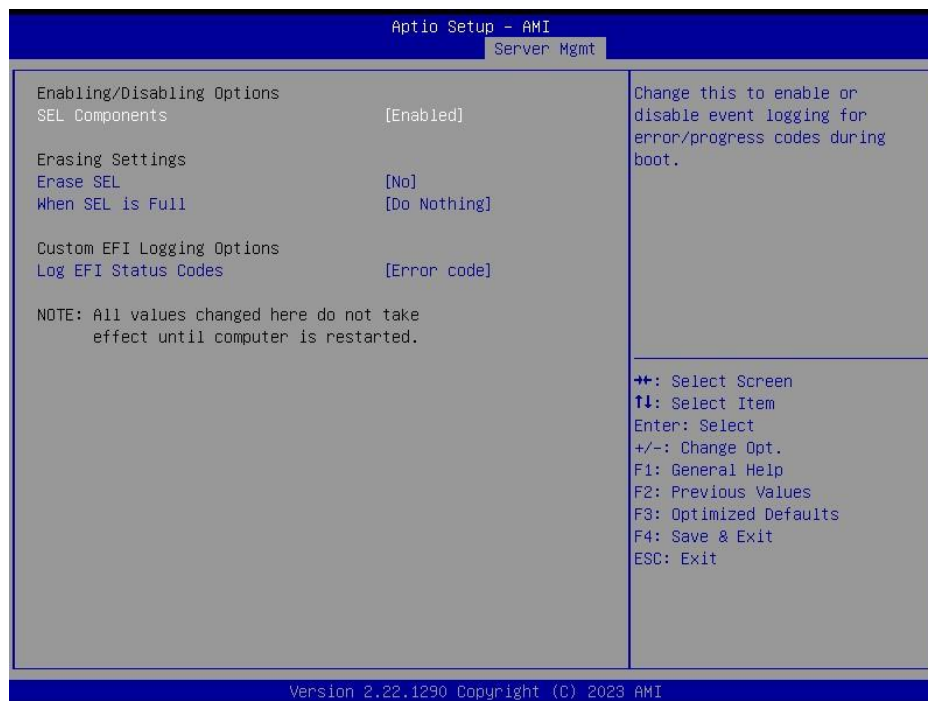 Aptio Setup – AMI
Server Mgmt
Enabling/Disabling Options
SEL Components [Enabled]
Erasing Settings
Erase SEL [No]
When SEL is Full [Do Nothing]
Custom EFI Logging Options
Log EFI Status Codes [Error code]
NOTE: All values changed here do not take
effect until computer is restarted.
Change this to enable or
disable event logging for
error/progress codes during
boot.
→←: Select Screen
↑↓: Select Item
Enter: Select
+/-: Change Opt.
F1: General Help
F2: Previous Values
F3: Optimized Defaults
F4: Save & Exit
ESC: Exit
Version 2.22.1290 Copyright (C) 2023 AMI